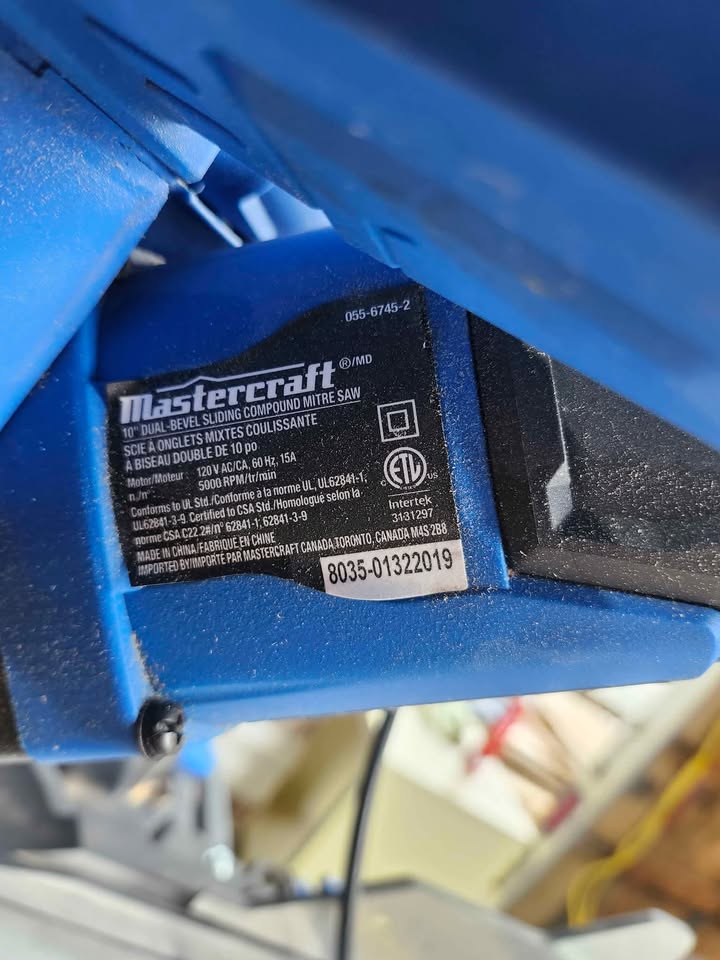 055-6745-2
Mastercraft®/MD
10" DUAL-BEVEL SLIDING COMPOUND MITRE SAW
SCIE À ONGLETS MIXTES COULISSANTE
À BISEAU DOUBLE DE 10 po
Motor/Moteur : 120 V AC/CA, 60 Hz, 15A
n./nº: 5000 RPM/tr/min
Conforms to UL Std./Conforme à la norme UL. UL62841-1,
UL62841-3-9 Certified to CSA Std./Homologué selon la
norme CSA C22.2#/nº 62841-1; 62841-3-9
MADE IN CHINA/FABRIQUÉ EN CHINE
IMPORTED BY/IMPORTÉ PAR MASTERCRAFT CANADA,TORONTO, CANADA M4S 2B8
C ETL US
Intertek
3131297
8035-01322019